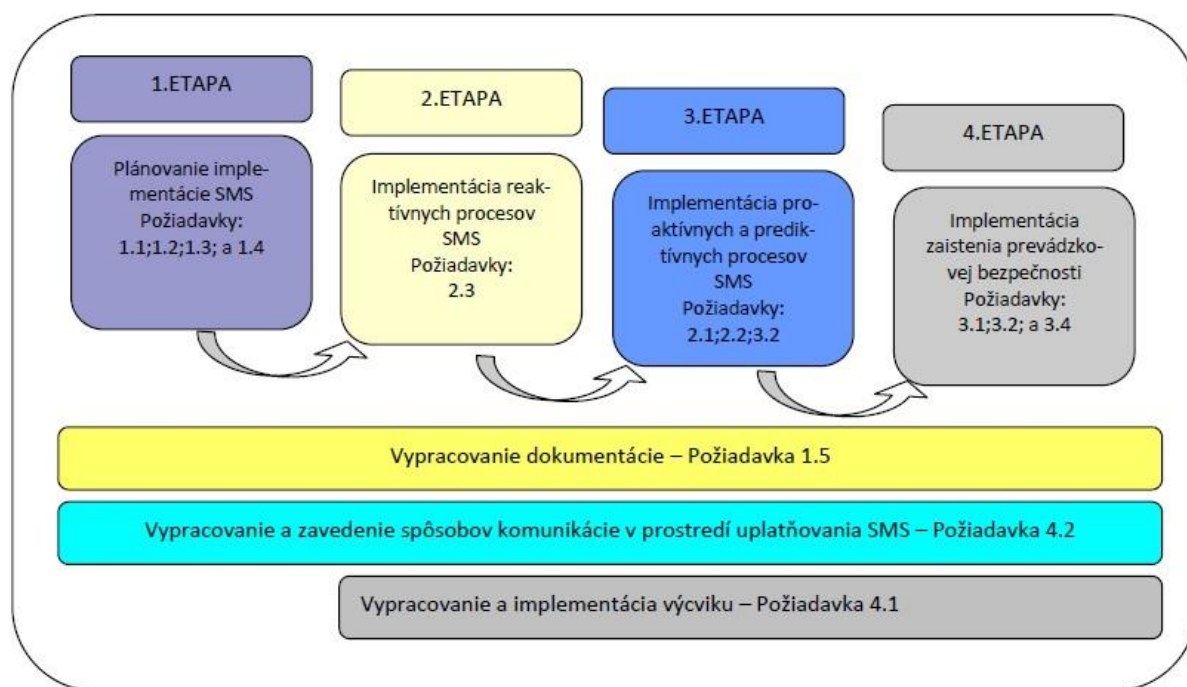 1.ETAPA
Plánovanie imple-
mentácie SMS
Požiadavky:
1.1;1.2;1.3; a 1.4
2.ETAPA
Implementácia reak-
tívnych procesov
SMS
Požiadavky:
2.3
3.ETAPA
Implementácia pro-
aktívnych a predik-
tívnych procesov
SMS
Požiadavky:
2.1;2.2;3.2
4.ETAPA
Implementácia
zaistenia prevádzko-
vej bezpečnosti
Požiadavky:
3.1;3.2; a 3.4
Vypracovanie dokumentácie – Požiadavka 1.5
Vypracovanie a zavedenie spôsobov komunikácie v prostredí uplatňovania SMS – Požiadavka 4.2
Vypracovanie a implementácia výcviku – Požiadavka 4.1